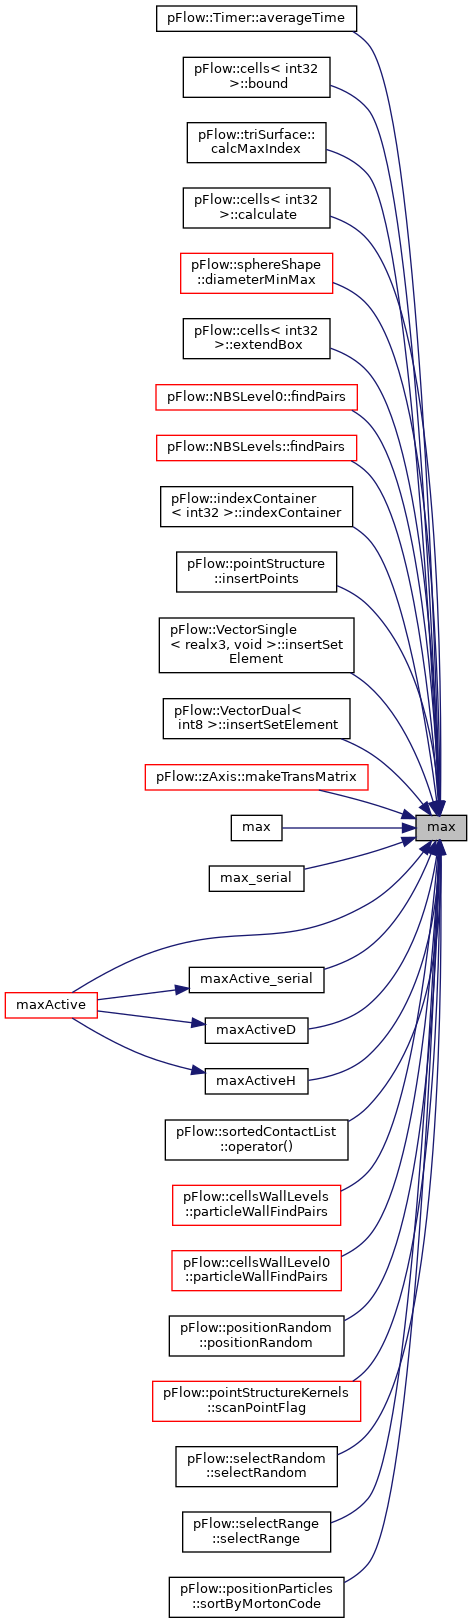 pFlow::Timer::averageTime
pFlow::cells< int32
>::bound
pFlow::triSurface::
calcMaxIndex
pFlow::cells< int32
>::calculate
pFlow::sphereShape
::diameterMinMax
pFlow::cells< int32
>::extendBox
pFlow::NBSLevel0::findPairs
pFlow::NBSLevels::findPairs
pFlow::indexContainer
< int32 >::indexContainer
pFlow::pointStructure
::insertPoints
pFlow::VectorSingle
< realx3, void >::insertSet
Element
pFlow::VectorDual<
int8 >::insertSetElement
pFlow::zAxis::makeTransMatrix
max
max
max_serial
maxActive_serial
maxActive
maxActiveD
maxActiveH
pFlow::sortedContactList
::operator()
pFlow::cellsWallLevels
::particleWallFindPairs
pFlow::cellsWallLevel0
::particleWallFindPairs
pFlow::positionRandom
::positionRandom
pFlow::pointStructureKernels
::scanPointFlag
pFlow::selectRandom
::selectRandom
pFlow::selectRange
::selectRange
pFlow::positionParticles
::sortByMortonCode